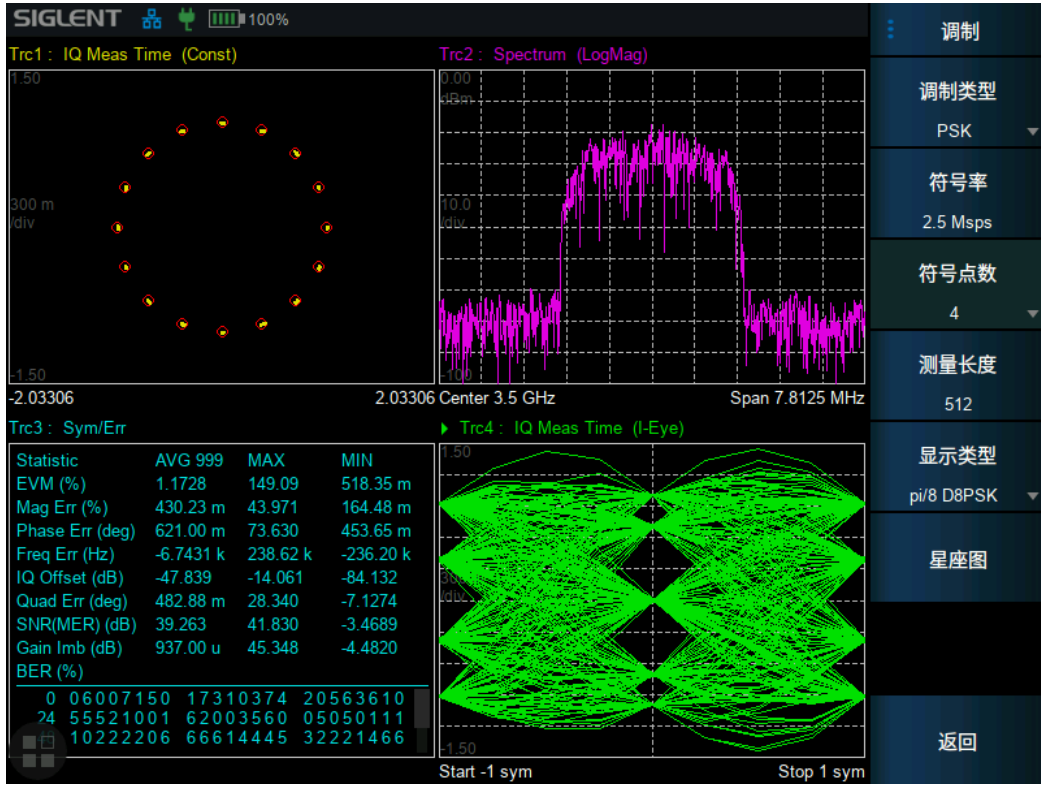 SIGLENT 100%
Trc1 : IQ Meas Time (Const)
1.50
300 m
/div
-1.50
-2.03306 2.03306
Trc2 : Spectrum (LogMag)
0.00
dBm
10.0
/div
-100
Center 3.5 GHz Span 7.8125 MHz
Trc3 : Sym/Err
Statistic AVG 999 MAX MIN
EVM (%) 1.1728 149.09 518.35 m
Mag Err (%) 430.23 m 43.971 164.48 m
Phase Err (deg) 621.00 m 73.630 453.65 m
Freq Err (Hz) -6.7431 k 238.62 k -236.20 k
IQ Offset (dB) -47.839 -14.061 -84.132
Quad Err (deg) 482.88 m 28.340 -7.1274
SNR(MER) (dB) 39.263 41.830 -3.4689
Gain Imb (dB) 937.00 u 45.348 -4.4820
BER (%)
0 06007150 17310374 20563610
24 55521001 62003560 05050111
10222206 66614445 32221466
Trc4 : IQ Meas Time (I-Eye)
1.50
/div
-1.50
Start -1 sym Stop 1 sym
调制
调制类型
PSK
符号率
2.5 Msps
符号点数
4
测量长度
512
显示类型
pi/8 D8PSK
星座图
返回